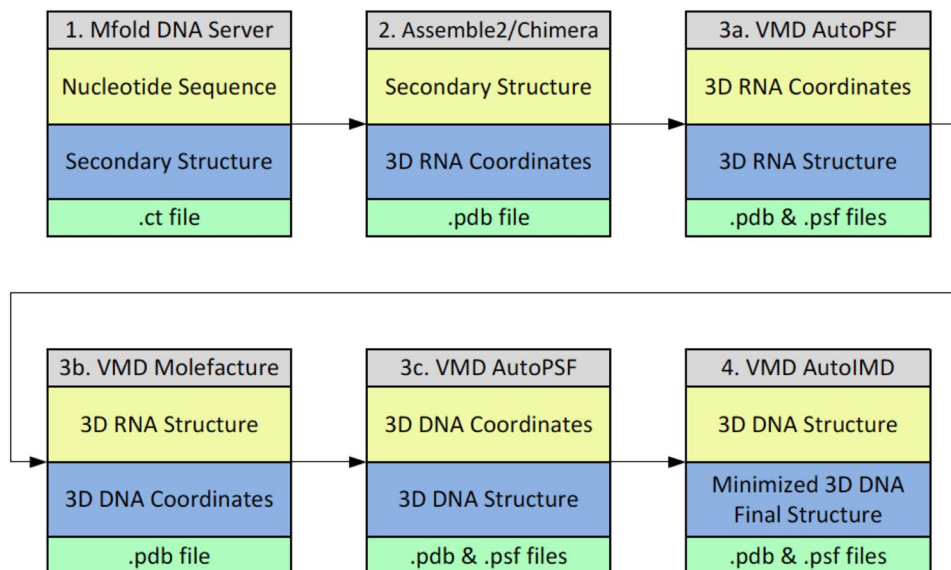 1. Mfold DNA Server
Nucleotide Sequence
Secondary Structure
.ct file
2. Assemble2/Chimera
Secondary Structure
3D RNA Coordinates
.pdb file
3a. VMD AutoPSF
3D RNA Coordinates
3D RNA Structure
.pdb & .psf files
3b. VMD Molefacture
3D RNA Structure
3D DNA Coordinates
.pdb file
3c. VMD AutoPSF
3D DNA Coordinates
3D DNA Structure
.pdb & .psf files
4. VMD AutoIMD
3D DNA Structure
Minimized 3D DNA
Final Structure
.pdb & .psf files